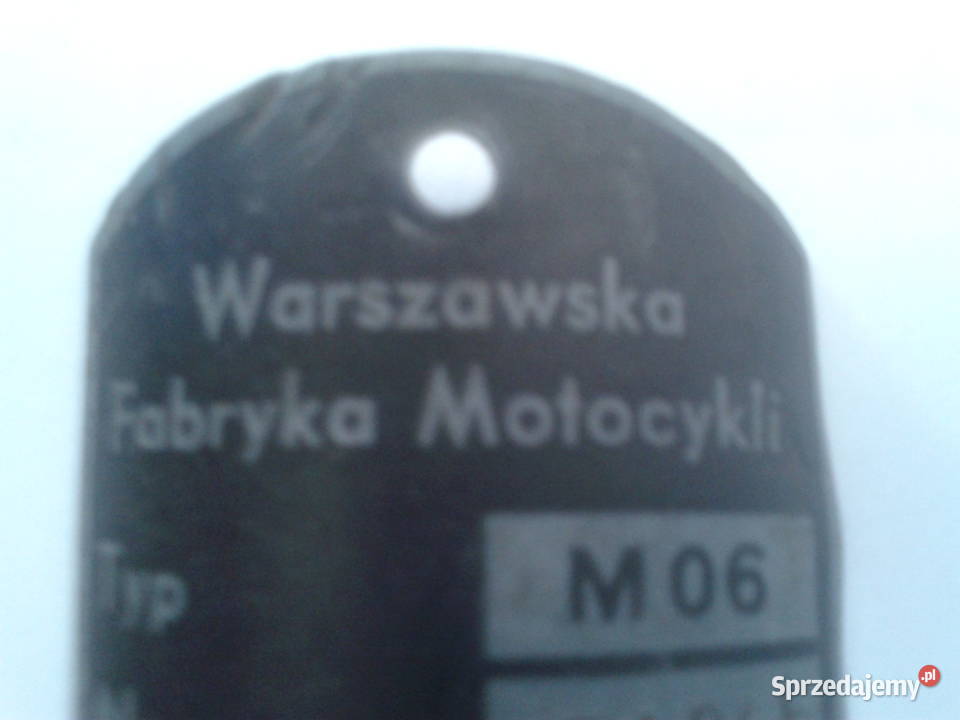 Warszawska
Fabryka Motocykli
Typ M 06
Sprzedajemy.pl